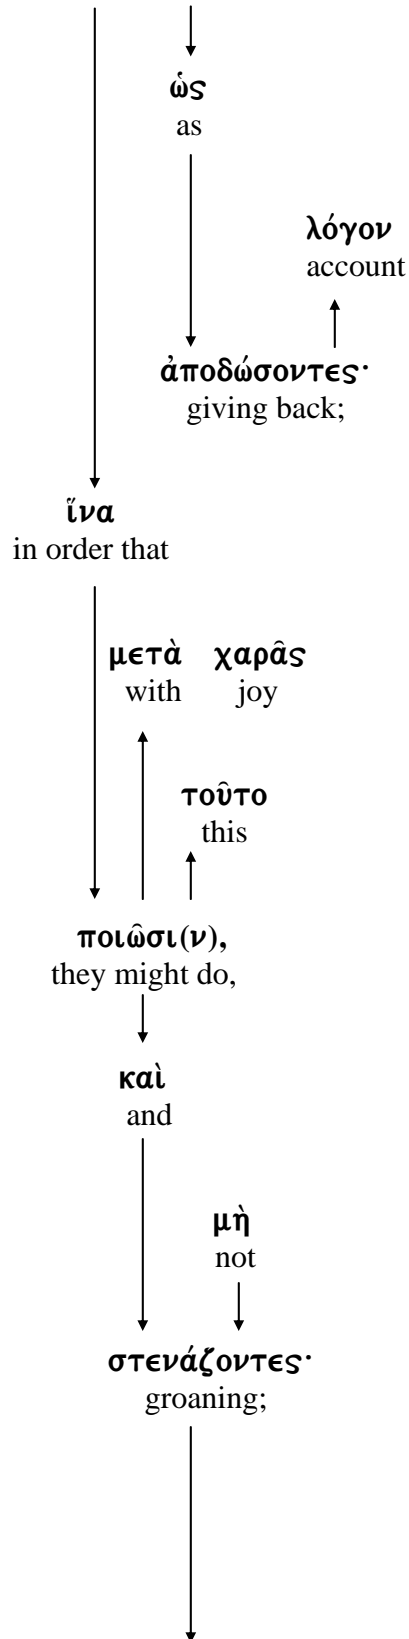 ὡς
as
λόγον
account
ἀποδώσοντες·
giving back;
ἵνα
in order that
μετὰ χαρᾶς
with joy
τοῦτο
this
ποιῶσι(ν),
they might do,
καὶ
and
μὴ
not
στενάζοντες·
groaning;